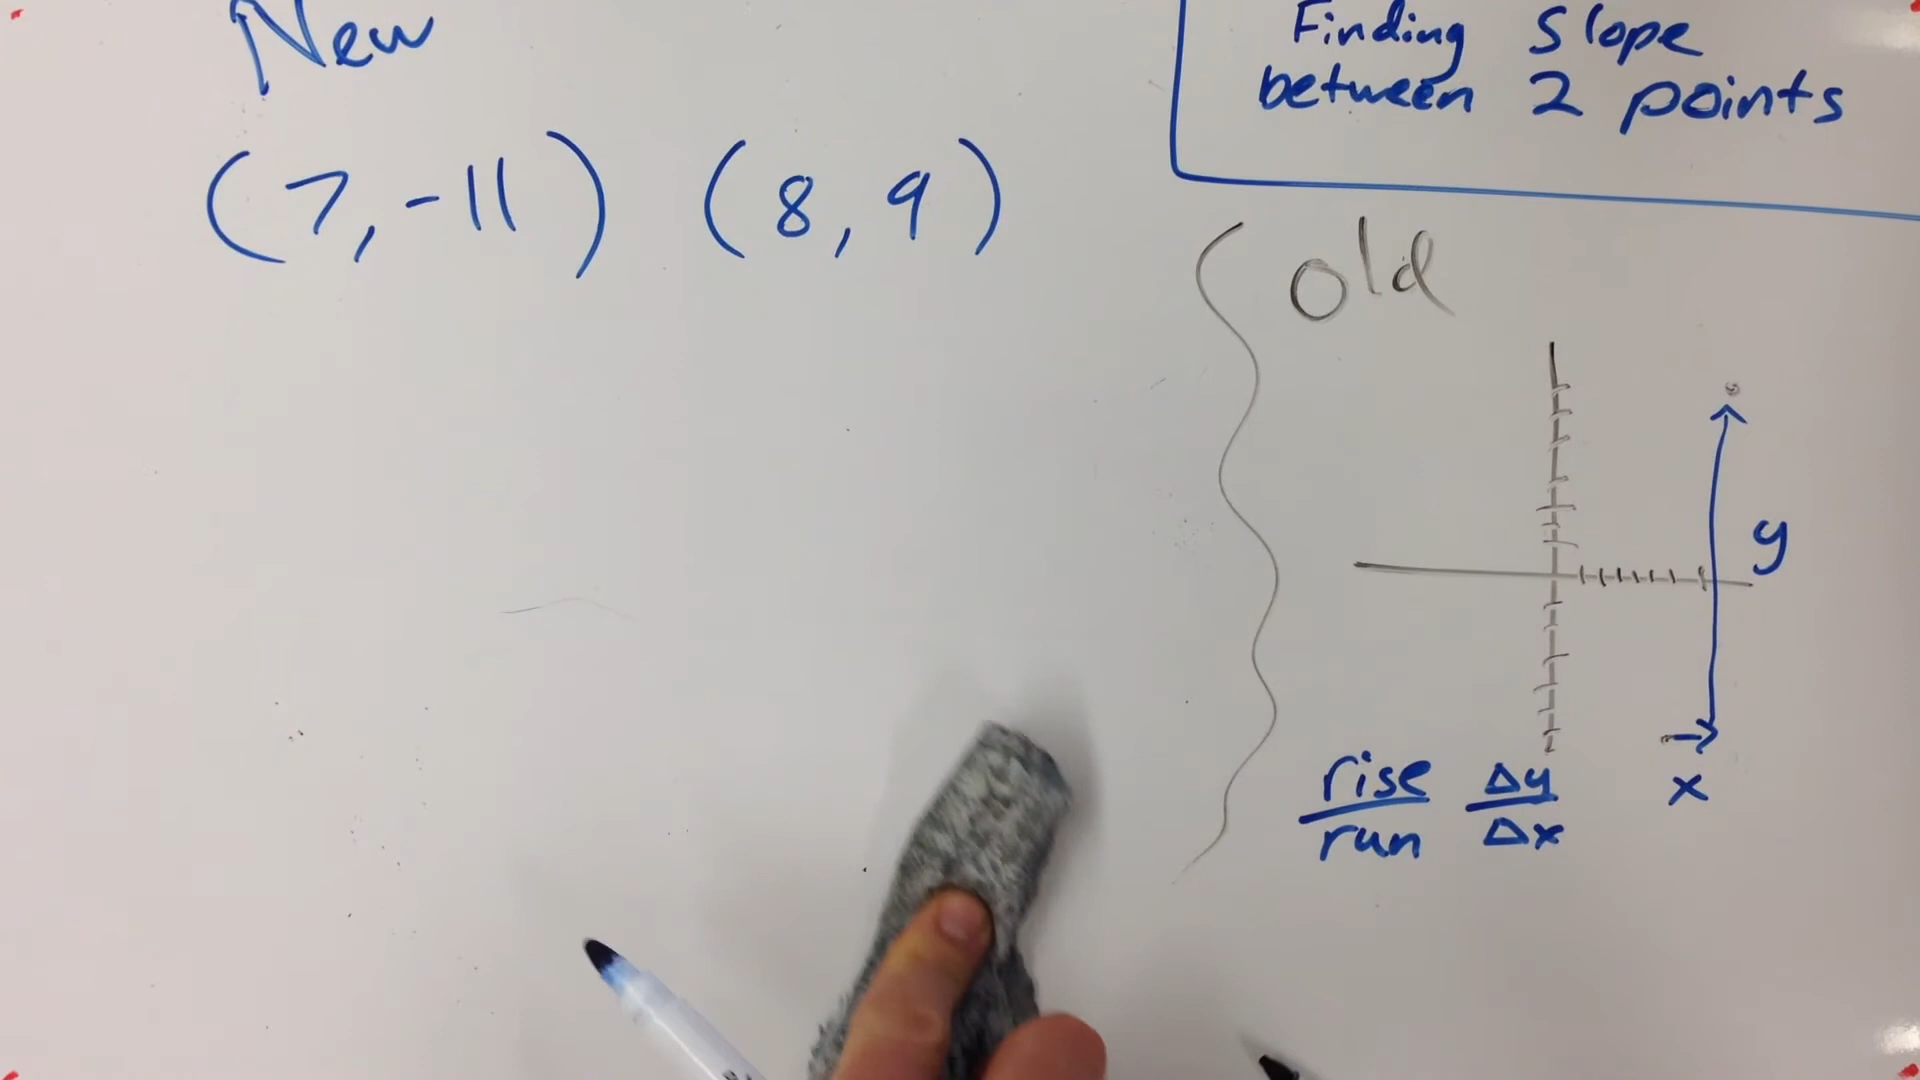 New
(7, -11) (8, 9)
Finding Slope
between 2 points
old
y
x
rise Δy
run Δx